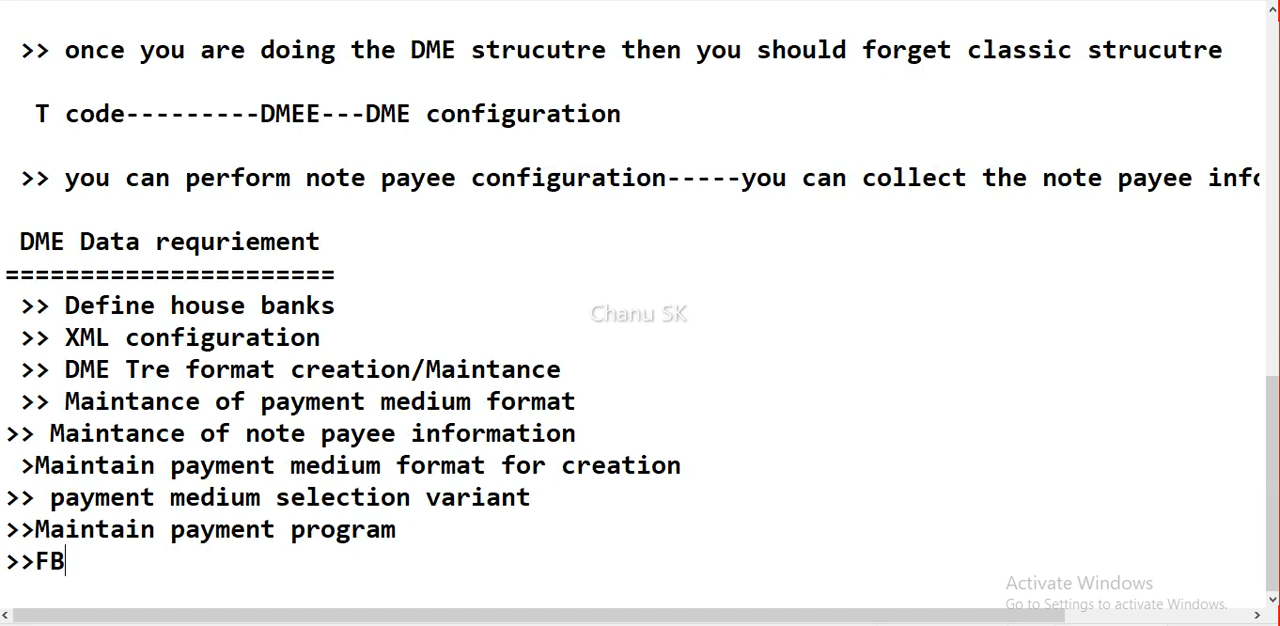 >> once you are doing the DME strucutre then you should forget classic strucutre
T code---------DMEE---DME configuration
>> you can perform note payee configuration-----you can collect the note payee
DME Data requriement
======================
>> Define house banks
Chanu SK
>> XML configuration
>> DME Tre format creation/Maintance
>> Maintance of payment medium format
>> Maintance of note payee information
>Maintain payment medium format for creation
>> payment medium selection variant
>>Maintain payment program
>>FB
Activate Windows
Go to Settings to activate Windows.